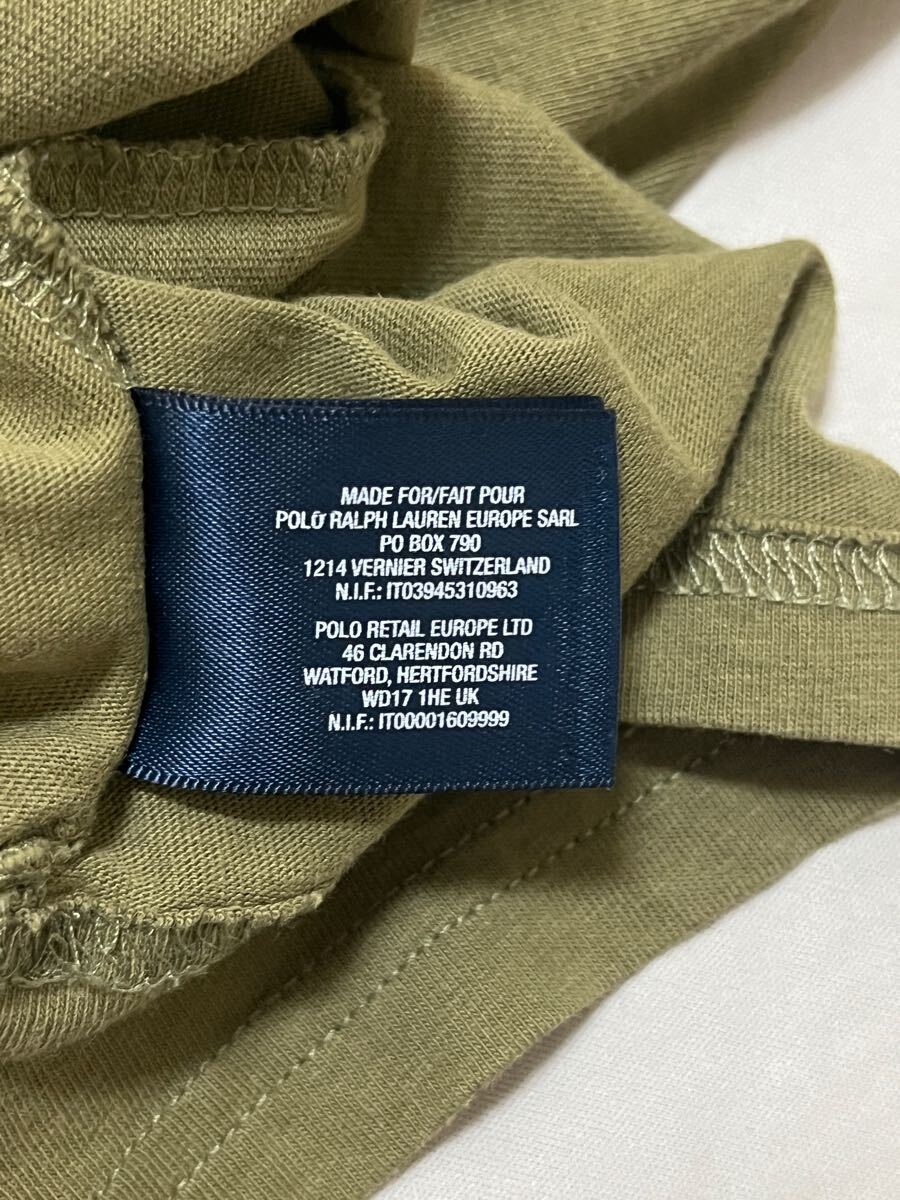 MADE FOR/FAIT POUR
POLO RALPH LAUREN EUROPE SARL
PO BOX 790
1214 VERNIER SWITZERLAND
N.I.F.: IT03945310963
POLO RETAIL EUROPE LTD
46 CLARENDON RD
WATFORD, HERTFORDSHIRE
WD17 1HE UK
N.I.F.: IT00001609999